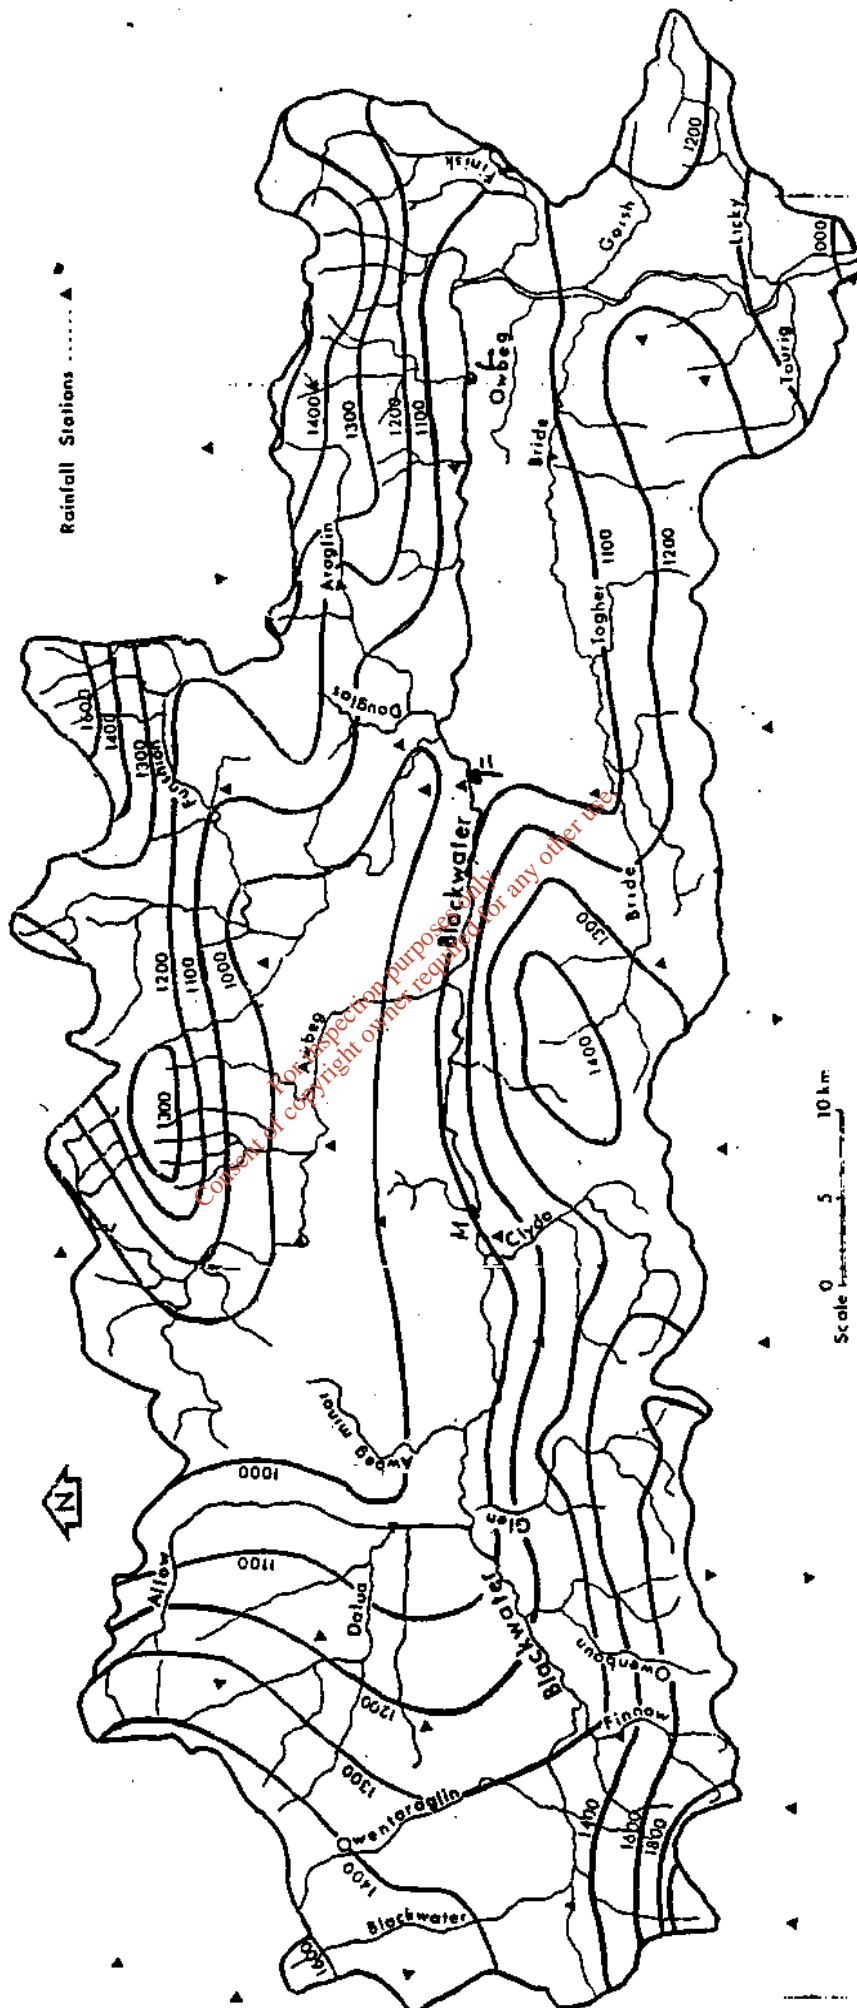 Rainfall Stations ......
N
Allow
1000
1100
Dalua
1200
1300
Owentaraglin
1400
Blackwater
1600
Awbeg minor
Glen
Blackwater
Owenbaun
Finnow
1400
1600
1800
1300
1200
1100
1000
Awbeg
M
Clyda
1400
1300
Bride
Blackwater
1600
1400
1300
Funshion
Douglas
Araglin
1400
1300
1200
1100
Finisk
Owbeg
Bride
Togher
1100
1200
Goish
Licky
1200
1000
Tourig
Scale 0 5 10 km
For inspection purposes only.
Consent of copyright owner required for any other use.